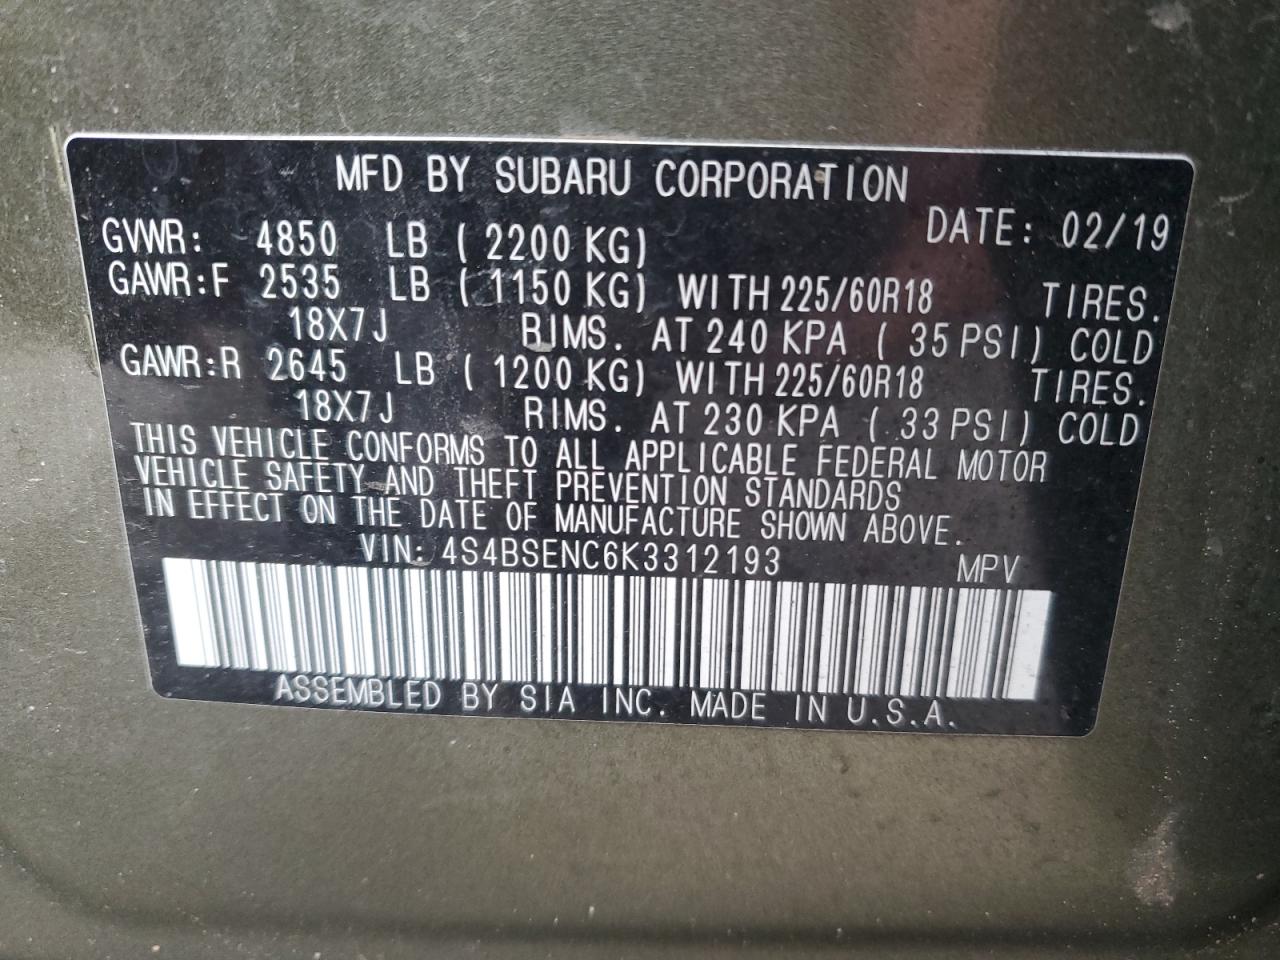 MFD BY SUBARU CORPORATION
GVWR: 4850 LB ( 2200 KG) DATE: 02/19
GAWR:F 2535 LB ( 1150 KG) WITH 225/60R18 TIRES.
18X7J RIMS. AT 240 KPA ( 35 PSI) COLD
GAWR:R 2645 LB ( 1200 KG) WITH 225/60R18 TIRES.
18X7J RIMS. AT 230 KPA ( 33 PSI) COLD
THIS VEHICLE CONFORMS TO ALL APPLICABLE FEDERAL MOTOR
VEHICLE SAFETY AND THEFT PREVENTION STANDARDS
IN EFFECT ON THE DATE OF MANUFACTURE SHOWN ABOVE.
VIN: 4S4BSENC6K3312193 MPV
ASSEMBLED BY SIA INC. MADE IN U.S.A.